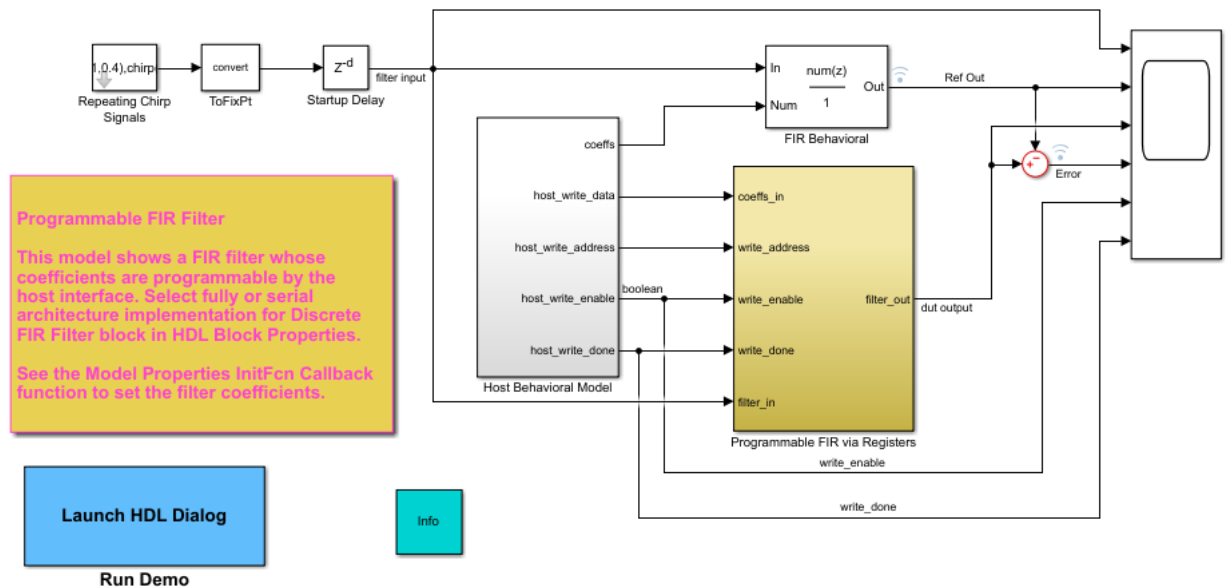 1,0.4),chirp(
Repeating Chirp
Signals
convert
ToFixPt
z-d
Startup Delay
filter input
In
Num
num(z)
1
Out
FIR Behavioral
Ref Out
Error
coeffs
host_write_data
host_write_address
host_write_enable
host_write_done
Host Behavioral Model
boolean
coeffs_in
write_address
write_enable
write_done
filter_in
filter_out
Programmable FIR via Registers
dut output
write_enable
write_done
Programmable FIR Filter
This model shows a FIR filter whose
coefficients are programmable by the
host interface. Select fully or serial
architecture implementation for Discrete
FIR Filter block in HDL Block Properties.
See the Model Properties InitFcn Callback
function to set the filter coefficients.
Launch HDL Dialog
Run Demo
Info